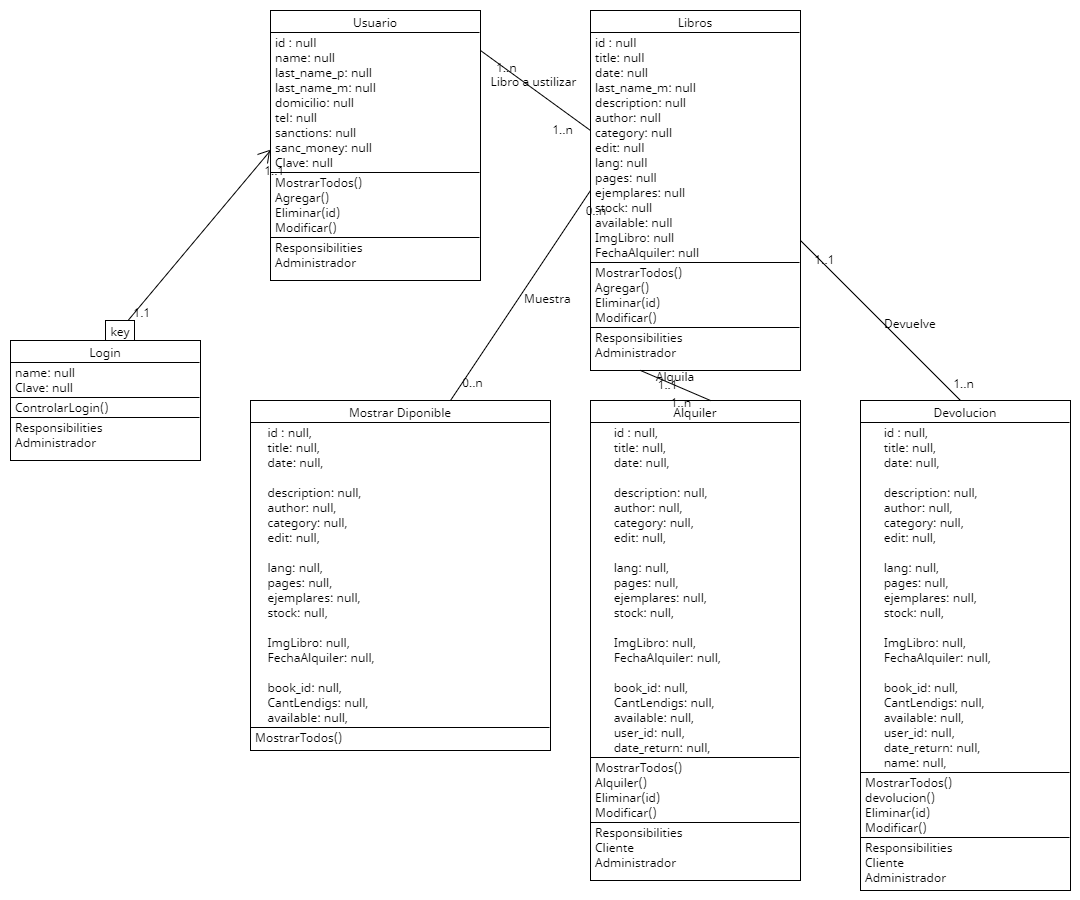 Usuario
id : null
name: null
last_name_p: null
last_name_m: null
domicilio: null
tel: null
sanctions: null
sanc_money: null
Clave: null
MostrarTodos()
Agregar()
Eliminar(id)
Modificar()
Responsibilities
Administrador
1..n
Libro a ustilizar
1..n
Libros
id : null
title: null
date: null
last_name_m: null
description: null
author: null
category: null
edit: null
lang: null
pages: null
ejemplares: null
stock: null
available: null
ImgLibro: null
FechaAlquiler: null
MostrarTodos()
Agregar()
Eliminar(id)
Modificar()
Responsibilities
Administrador
1..1
1.1
key
Login
name: null
Clave: null
ControlarLogin()
Responsibilities
Administrador
0..n
Muestra
0..n
1..1
Devuelve
1..n
Alquila
1..1
1..n
Mostrar Diponible
id : null,
title: null,
date: null,
description: null,
author: null,
category: null,
edit: null,
lang: null,
pages: null,
ejemplares: null,
stock: null,
ImgLibro: null,
FechaAlquiler: null,
book_id: null,
CantLendigs: null,
available: null,
MostrarTodos()
Alquiler
id : null,
title: null,
date: null,
description: null,
author: null,
category: null,
edit: null,
lang: null,
pages: null,
ejemplares: null,
stock: null,
ImgLibro: null,
FechaAlquiler: null,
book_id: null,
CantLendigs: null,
available: null,
user_id: null,
date_return: null,
MostrarTodos()
Alquiler()
Eliminar(id)
Modificar()
Responsibilities
Cliente
Administrador
Devolucion
id : null,
title: null,
date: null,
description: null,
author: null,
category: null,
edit: null,
lang: null,
pages: null,
ejemplares: null,
stock: null,
ImgLibro: null,
FechaAlquiler: null,
book_id: null,
CantLendigs: null,
available: null,
user_id: null,
date_return: null,
name: null,
MostrarTodos()
devolucion()
Eliminar(id)
Modificar()
Responsibilities
Cliente
Administrador